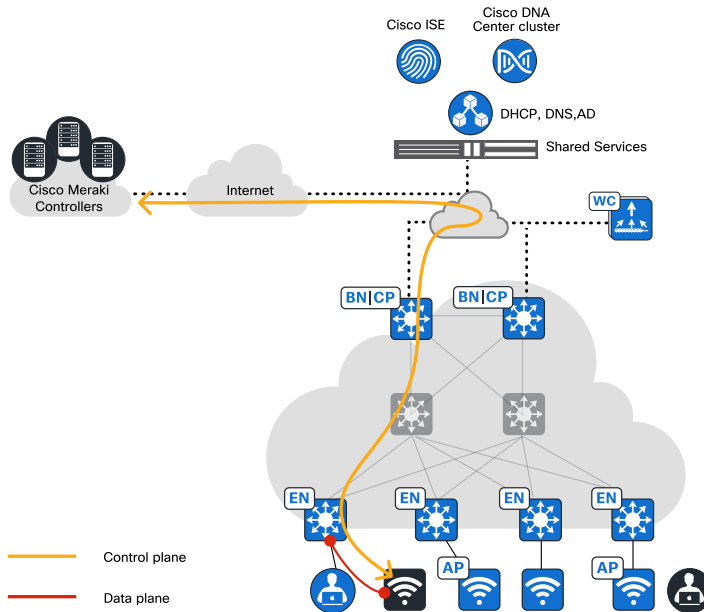 Cisco ISE
Cisco DNA
Center cluster
DHCP, DNS,AD
Shared Services
Cisco Meraki
Controllers
Internet
WC
BN|CP
BN|CP
EN
EN
EN
EN
AP
AP
Control plane
Data plane